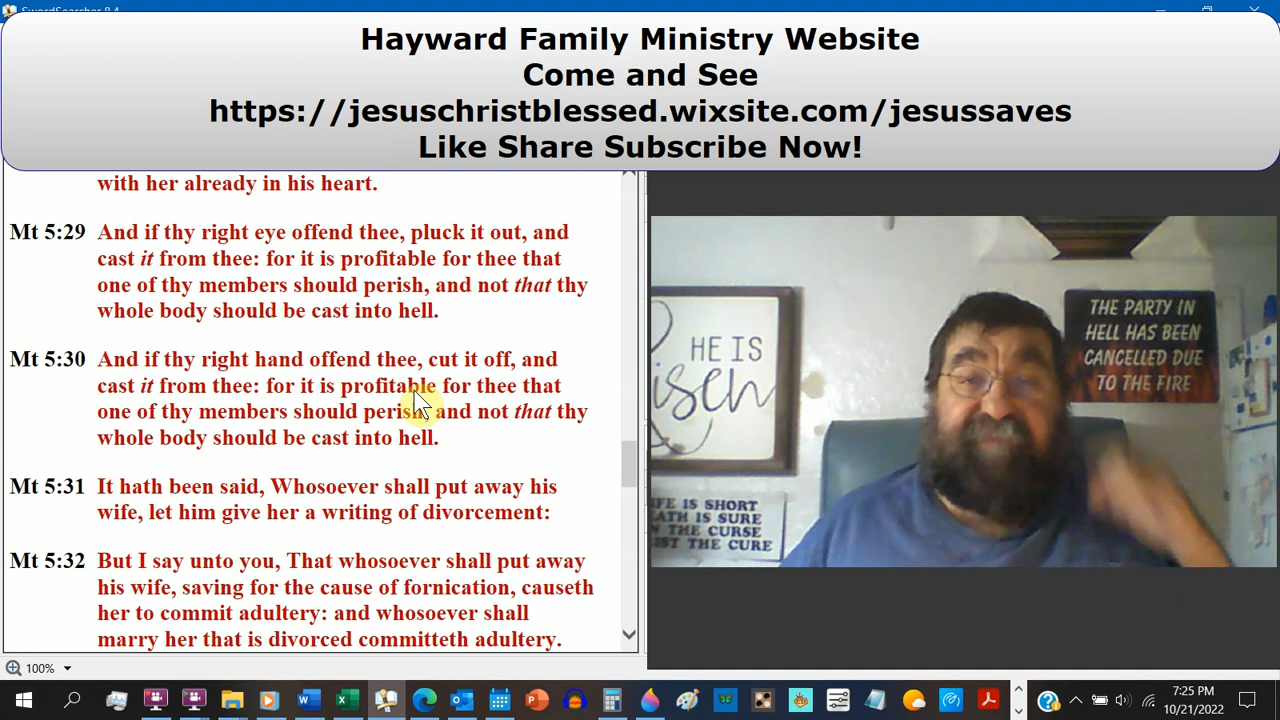 SwordSearcher 8.4
Hayward Family Ministry Website
Come and See
https://jesuschristblessed.wixsite.com/jesussaves
Like Share Subscribe Now!
with her already in his heart.
Mt 5:29 And if thy right eye offend thee, pluck it out, and
cast it from thee: for it is profitable for thee that
one of thy members should perish, and not that thy
whole body should be cast into hell.
Mt 5:30 And if thy right hand offend thee, cut it off, and
cast it from thee: for it is profitable for thee that
one of thy members should perish, and not that thy
whole body should be cast into hell.
Mt 5:31 It hath been said, Whosoever shall put away his
wife, let him give her a writing of divorcement:
Mt 5:32 But I say unto you, That whosoever shall put away
his wife, saving for the cause of fornication, causeth
her to commit adultery: and whosoever shall
marry her that is divorced committeth adultery.
HE IS
risen
THE PARTY IN
HELL HAS BEEN
CANCELLED DUE
TO THE FIRE
IFE IS SHORT
ATH IS SURE
N THE CURSE
IST THE CURE
100%
7:25 PM
10/21/2022